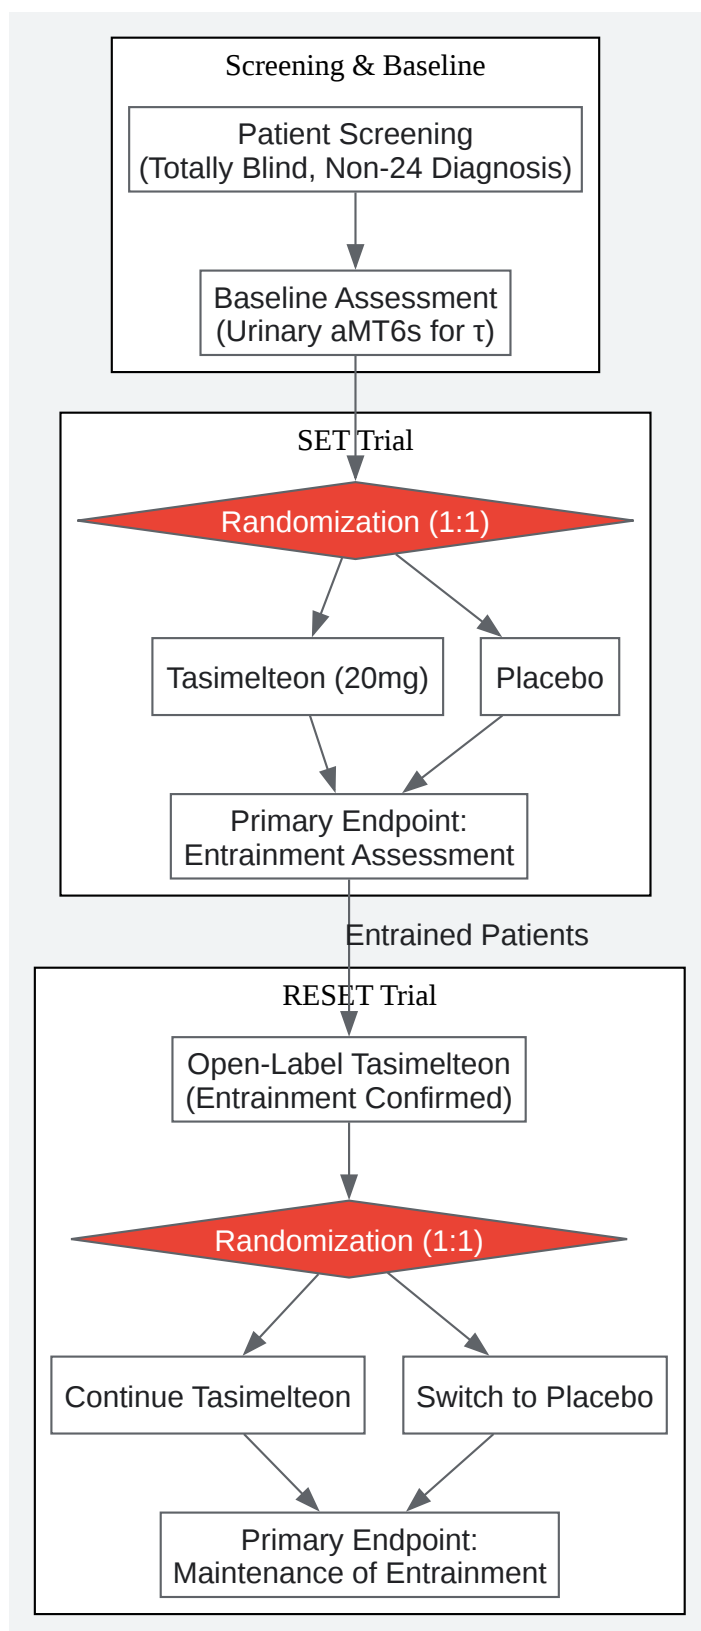 Screening & Baseline
Patient Screening
(Totally Blind, Non-24 Diagnosis)
Baseline Assessment
(Urinary aMT6s for τ)
SET Trial
Randomization (1:1)
Tasimelteon (20mg)
Placebo
Primary Endpoint:
Entrainment Assessment
Entrained Patients
RESET Trial
Open-Label Tasimelteon
(Entrainment Confirmed)
Randomization (1:1)
Continue Tasimelteon
Switch to Placebo
Primary Endpoint:
Maintenance of Entrainment